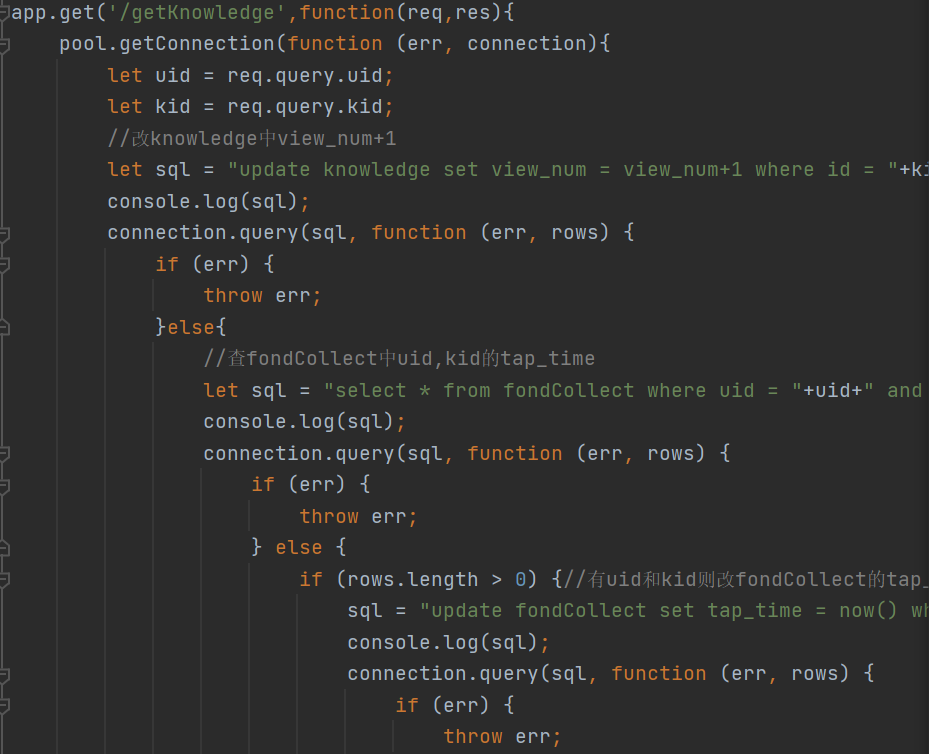 app.get('/getKnowledge',function(req,res){
pool.getConnection(function (err, connection){
let uid = req.query.uid;
let kid = req.query.kid;
//改knowledge中view_num+1
let sql = "update knowledge set view_num = view_num+1 where id = "+ki
console.log(sql);
connection.query(sql, function (err, rows) {
if (err) {
throw err;
}else{
//查fondCollect中uid,kid的tap_time
let sql = "select * from fondCollect where uid = "+uid+" and
console.log(sql);
connection.query(sql, function (err, rows) {
if (err) {
throw err;
} else {
if (rows.length > 0) {//有uid和kid则改fondCollect的tap_
sql = "update fondCollect set tap_time = now() wh
console.log(sql);
connection.query(sql, function (err, rows) {
if (err) {
throw err;